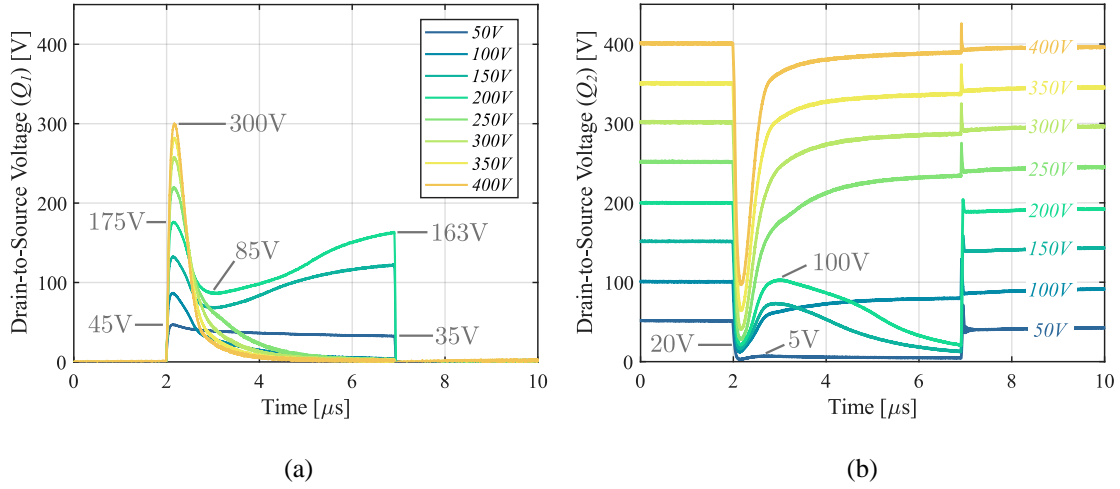 Drain-to-Source Voltage (Q1) [V]
400
300
200
100
0
50V
100V
150V
200V
250V
300V
350V
400V
300V
175V
85V
163V
45V
35V
0 2 4 6 8 10
Time [μs]
(a)
Drain-to-Source Voltage (Q2) [V]
400
300
200
100
0
400V
350V
300V
250V
200V
150V
100V
50V
100V
20V
5V
0 2 4 6 8 10
Time [μs]
(b)